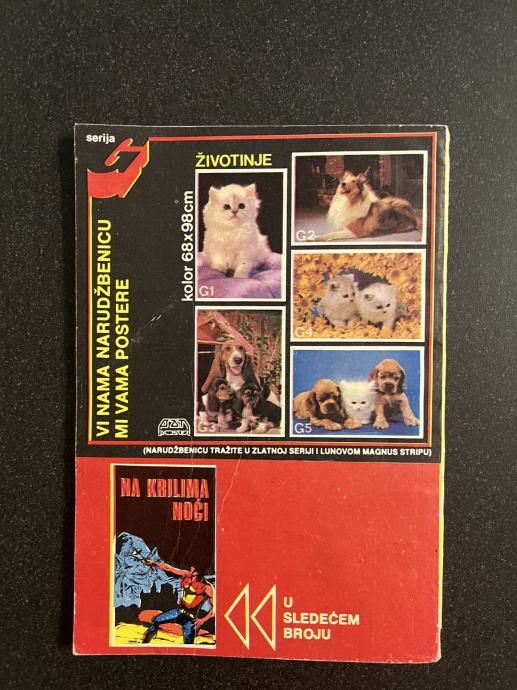 serija
G
ŽIVOTINJE
kolor 68x98cm
VI NAMA NARUDŽBENICU
MI VAMA POSTERE
G1
G2
G3
G4
G5
(NARUDŽBENICU TRAŽITE U ZLATNOJ SERIJI I LUNOVOM MAGNUS STRIPU)
NA KRILIMA
NOĆI
U
SLEDEĆEM
BROJU